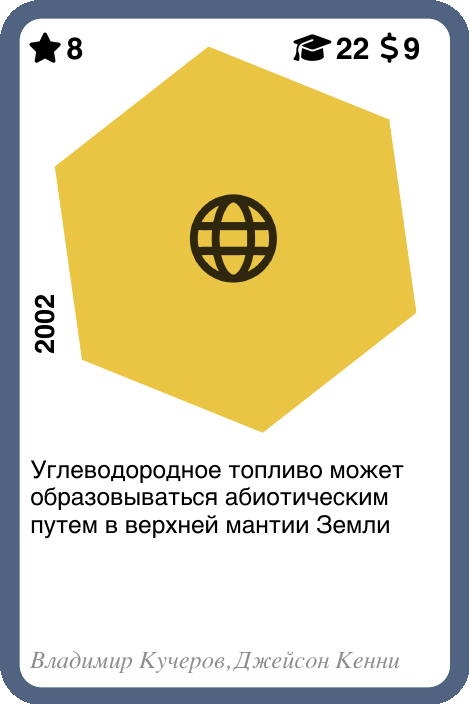 8
22 $9
2002
Углеводородное топливо может
образовываться абиотическим
путем в верхней мантии Земли
Владимир Кучеров, Джейсон Кенни